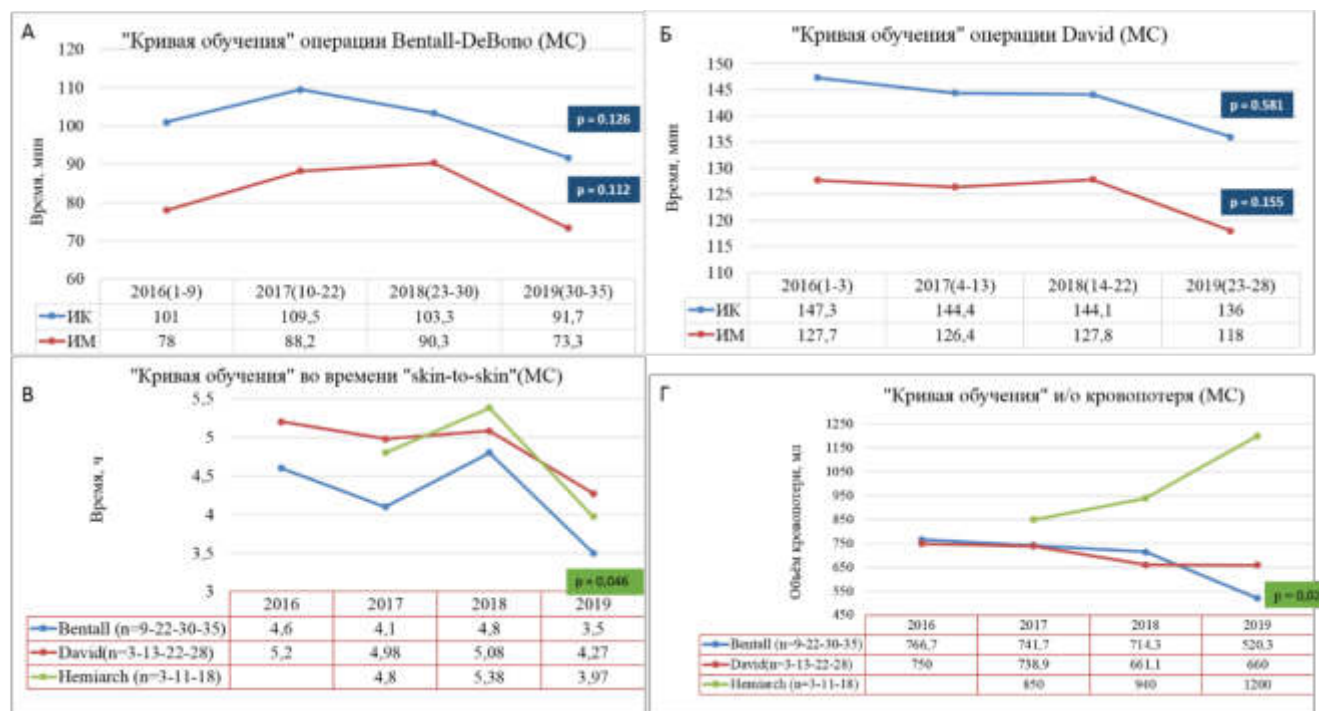 А
"Кривая обучения" операции Bentall-DeBono (МС)
120
110
100
90
80
70
60
Время, мин
p = 0.126
p = 0.112
2016(1-9) 2017(10-22) 2018(23-30) 2019(30-35)
ИК 101 109,5 103,3 91,7
ИМ 78 88,2 90,3 73,3
Б
"Кривая обучения" операции David (МС)
150
145
140
135
130
125
120
115
110
Время, мин
p = 0.581
p = 0.155
2016(1-3) 2017(4-13) 2018(14-22) 2019(23-28)
ИК 147,3 144,4 144,1 136
ИМ 127,7 126,4 127,8 118
В
"Кривая обучения" во времени "skin-to-skin"(МС)
5,5
5
4,5
4
3,5
3
Время, ч
p = 0,046
2016 2017 2018 2019
Bentall (n=9-22-30-35) 4,6 4,1 4,8 3,5
David(n=3-13-22-28) 5,2 4,98 5,08 4,27
Hemiarch (n=3-11-18) 4,8 5,38 3,97
Г
"Кривая обучения" и/о кровопотеря (МС)
1250
1150
1050
950
850
750
650
550
450
Объём кровопотери, мл
p = 0,02
2016 2017 2018 2019
Bentall (n=9-22-30-35) 766,7 741,7 714,3 520,3
David(n=3-13-22-28) 750 738,9 661,1 660
Hemiarch (n=3-11-18) 850 940 1200